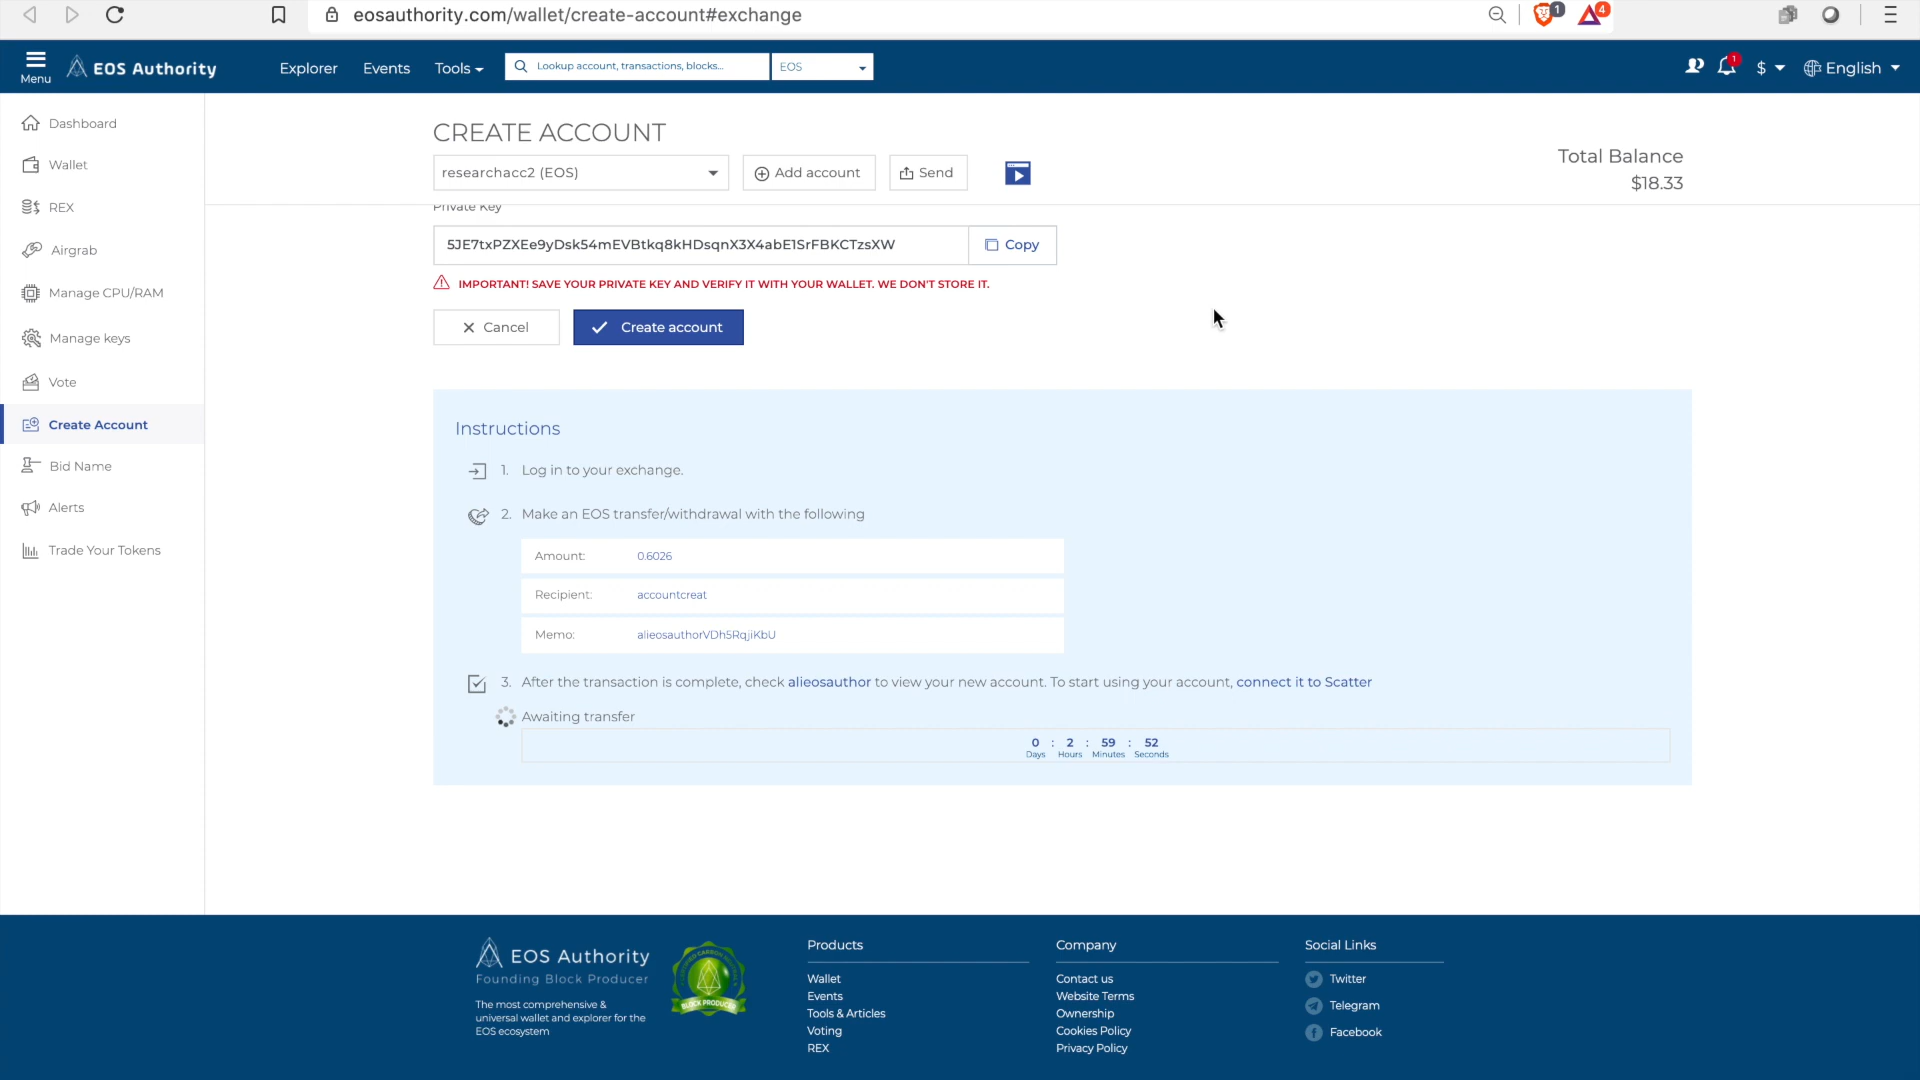 eosauthority.com/wallet/create-account#exchange
1
4
Menu
EOS Authority
Explorer
Events
Tools
Lookup account, transactions, blocks...
EOS
1
$
English
Dashboard
Wallet
REX
Airgrab
Manage CPU/RAM
Manage keys
Vote
Create Account
Bid Name
Alerts
Trade Your Tokens
CREATE ACCOUNT
researchacc2 (EOS)
Add account
Send
Total Balance
$18.33
Private Key
5JE7txPZXEe9yDsk54mEVBtkq8kHDsqnX3X4abE1SrFBKCTzsXW
Copy
IMPORTANT! SAVE YOUR PRIVATE KEY AND VERIFY IT WITH YOUR WALLET. WE DON'T STORE IT.
Cancel
Create account
Instructions
1. Log in to your exchange.
2. Make an EOS transfer/withdrawal with the following
Amount: 0.6026
Recipient: accountcreat
Memo: alieosauthorVDh5RqjiKbU
3. After the transaction is complete, check alieosauthor to view your new account. To start using your account, connect it to Scatter
Awaiting transfer
0 : 2 : 59 : 52
Days Hours Minutes Seconds
EOS Authority
Founding Block Producer
The most comprehensive &
universal wallet and explorer for the
EOS ecosystem
BLOCK PRODUCER
Products
Wallet
Events
Tools & Articles
Voting
REX
Company
Contact us
Website Terms
Ownership
Cookies Policy
Privacy Policy
Social Links
Twitter
Telegram
Facebook